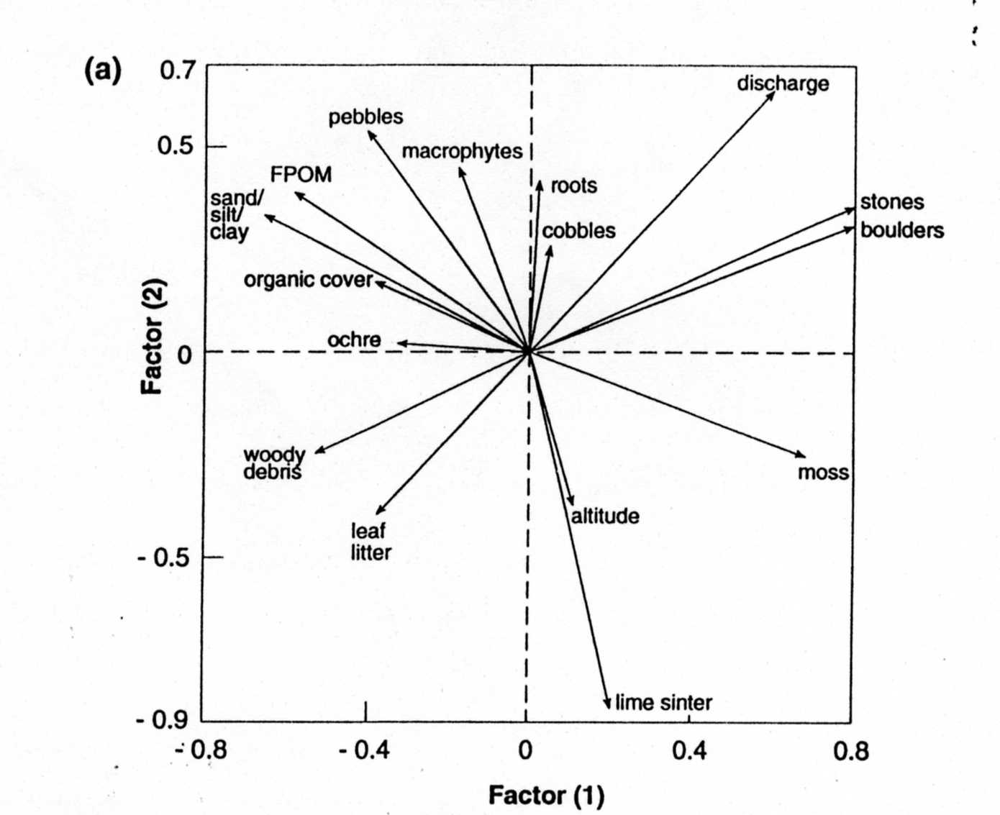 (a)
0.7
discharge
pebbles
0.5
macrophytes
FPOM
roots
sand/
silt/
clay
stones
cobbles
boulders
organic cover
ochre
Factor (2)
0
woody
debris
moss
altitude
leaf
litter
- 0.5
lime sinter
- 0.9
- 0.8
- 0.4
0
0.4
0.8
Factor (1)